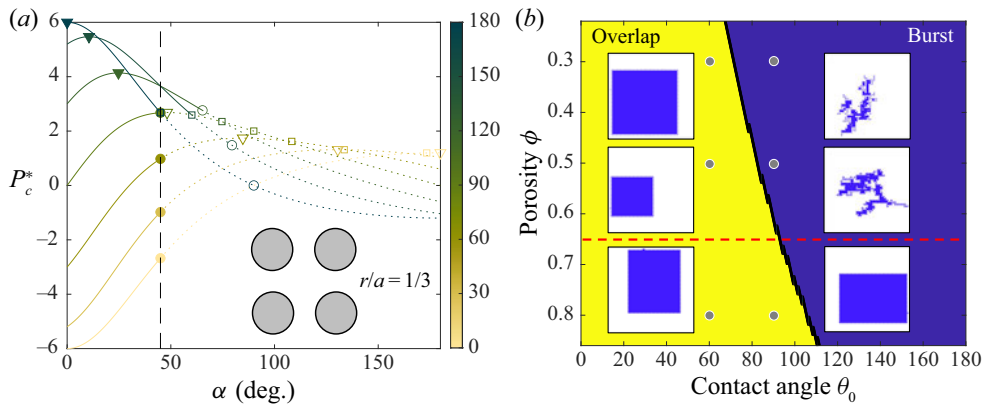 (a)
6
4
2
0
−2
−4
−6
P*c
0
50
100
150
α (deg.)
r/a = 1/3
180
150
120
90
60
30
0
(b)
Overlap
Burst
0.3
0.4
0.5
0.6
0.7
0.8
Porosity ϕ
0 20 40 60 80 100 120 140 160 180
Contact angle θ0